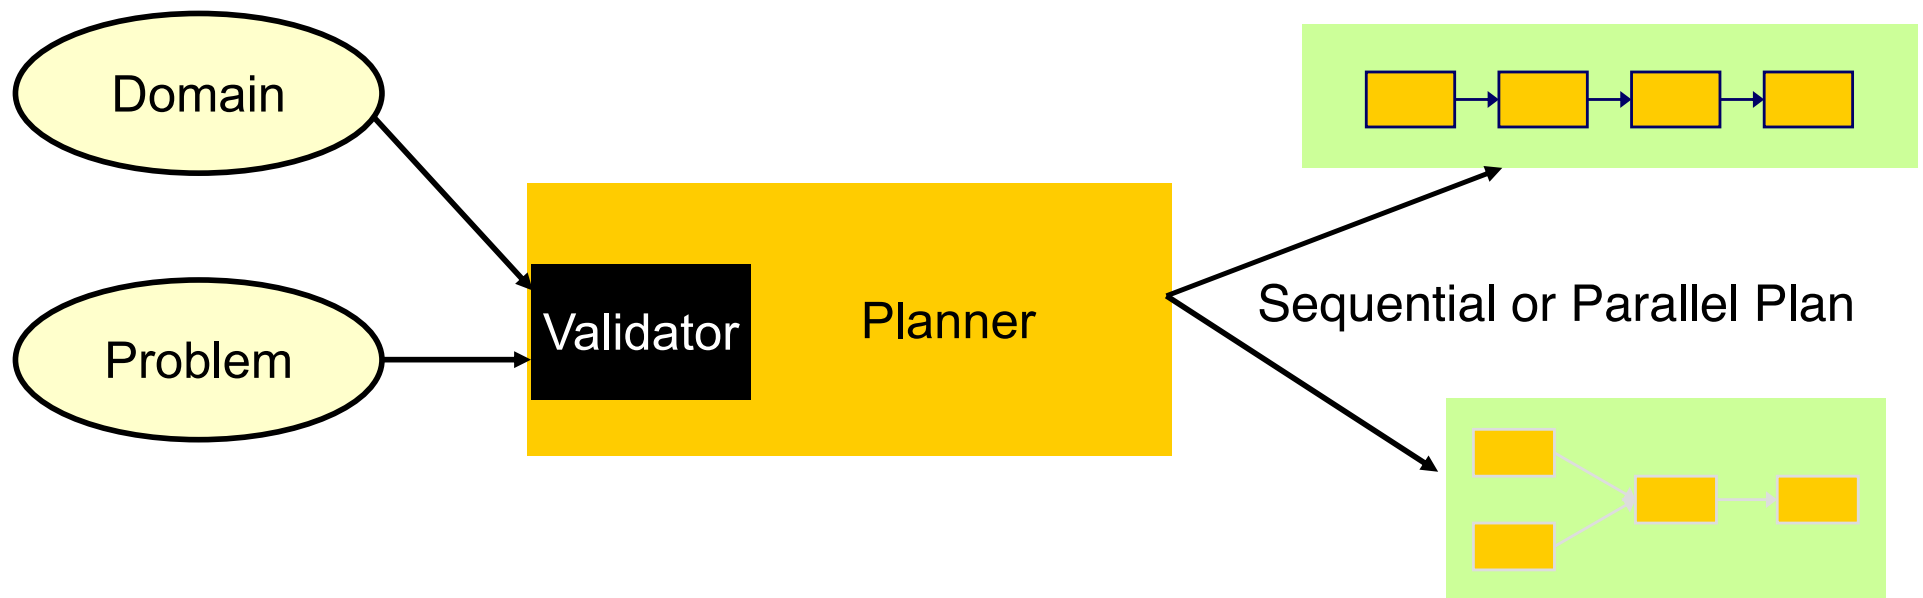 Domain
Problem
Validator
Planner
Sequential or Parallel Plan